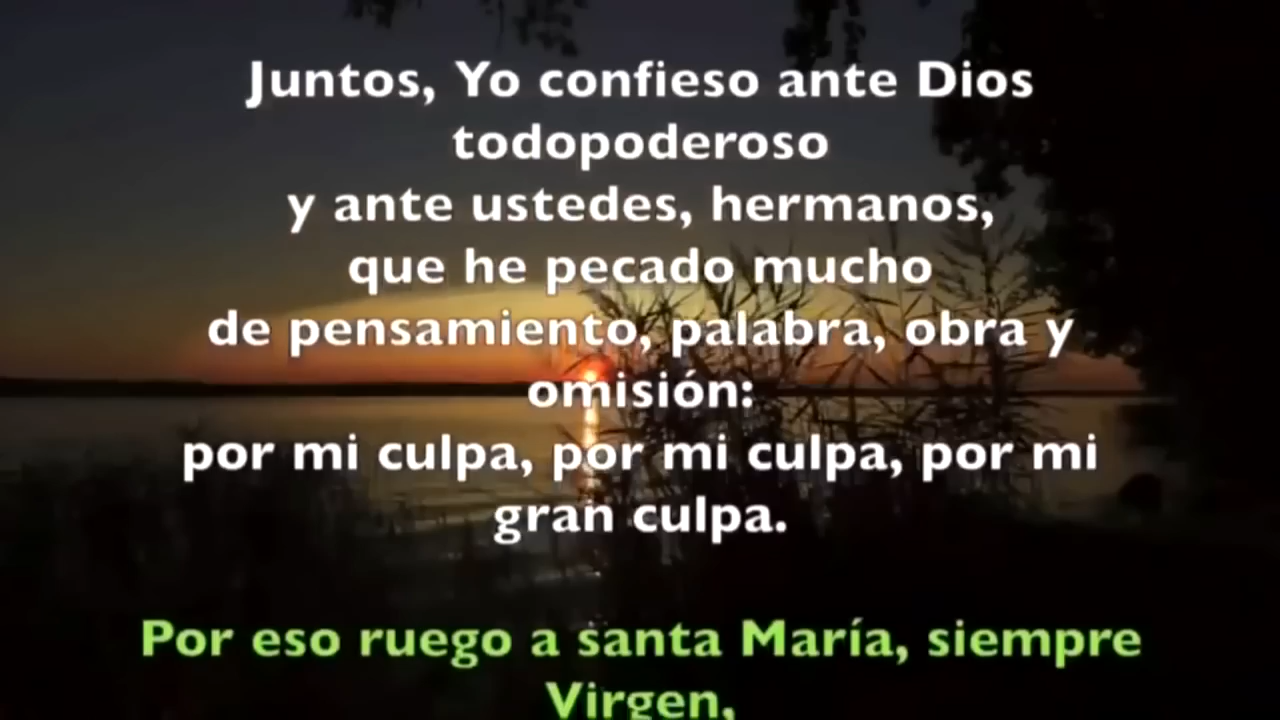 Juntos, Yo confieso ante Dios
todopoderoso
y ante ustedes, hermanos,
que he pecado mucho
de pensamiento, palabra, obra y
omisión:
por mi culpa, por mi culpa, por mi
gran culpa.
Por eso ruego a santa María, siempre
Virgen,